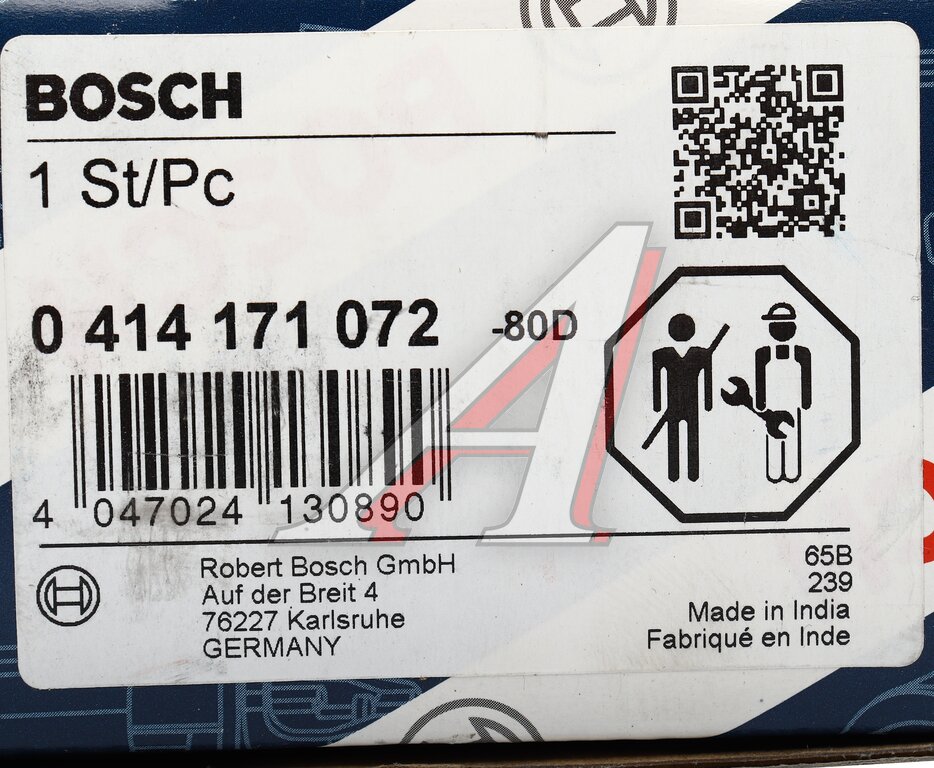 BOSCH
1 St/Pc
0 414 171 072 -80D
4 047024 130890
Robert Bosch GmbH
Auf der Breit 4
76227 Karlsruhe
GERMANY
65B
239
Made in India
Fabriqué en Inde